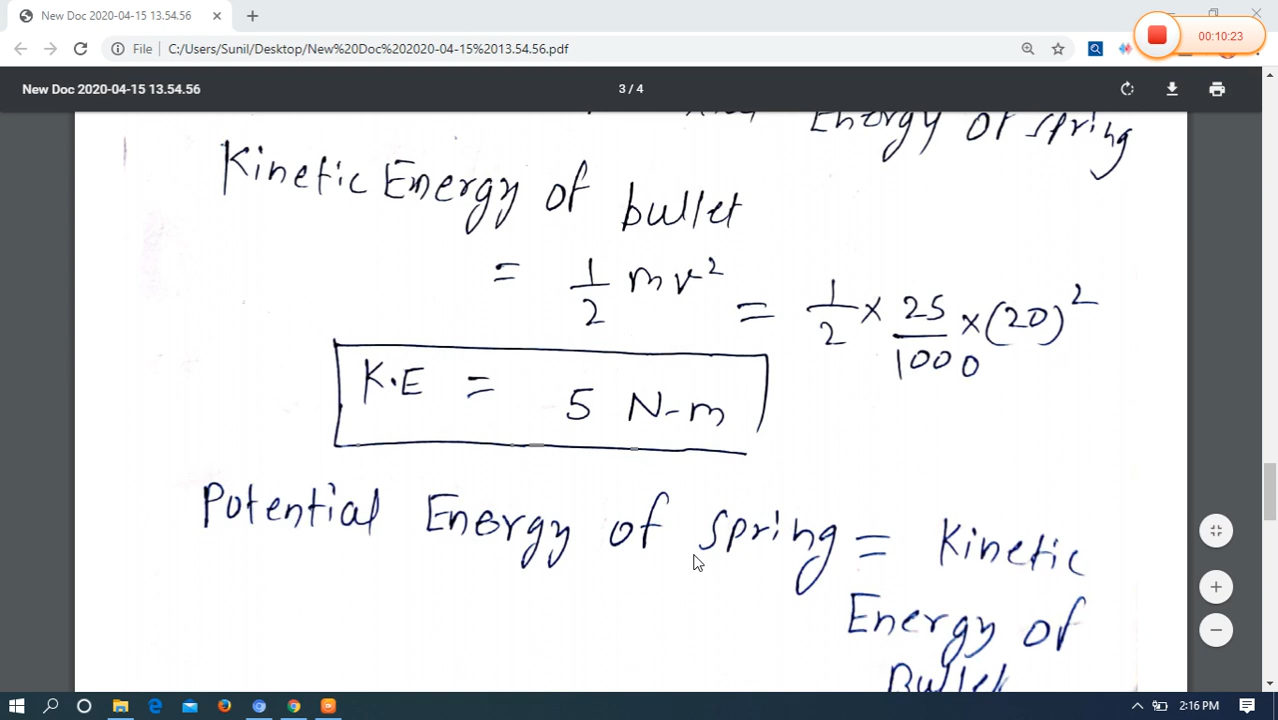 New Doc 2020-04-15 13.54.56
00:10:23
File
C:/Users/Sunil/Desktop/New%20Doc%202020-04-15%2013.54.56.pdf
New Doc 2020-04-15 13.54.56
3 / 4
Energy of spring
Kinetic Energy of bullet
= 1/2 mv² = 1/2 × 25/1000 × (20)²
K.E = 5 N-m
Potential Energy of spring = Kinetic
Energy of
Bullet
2:16 PM